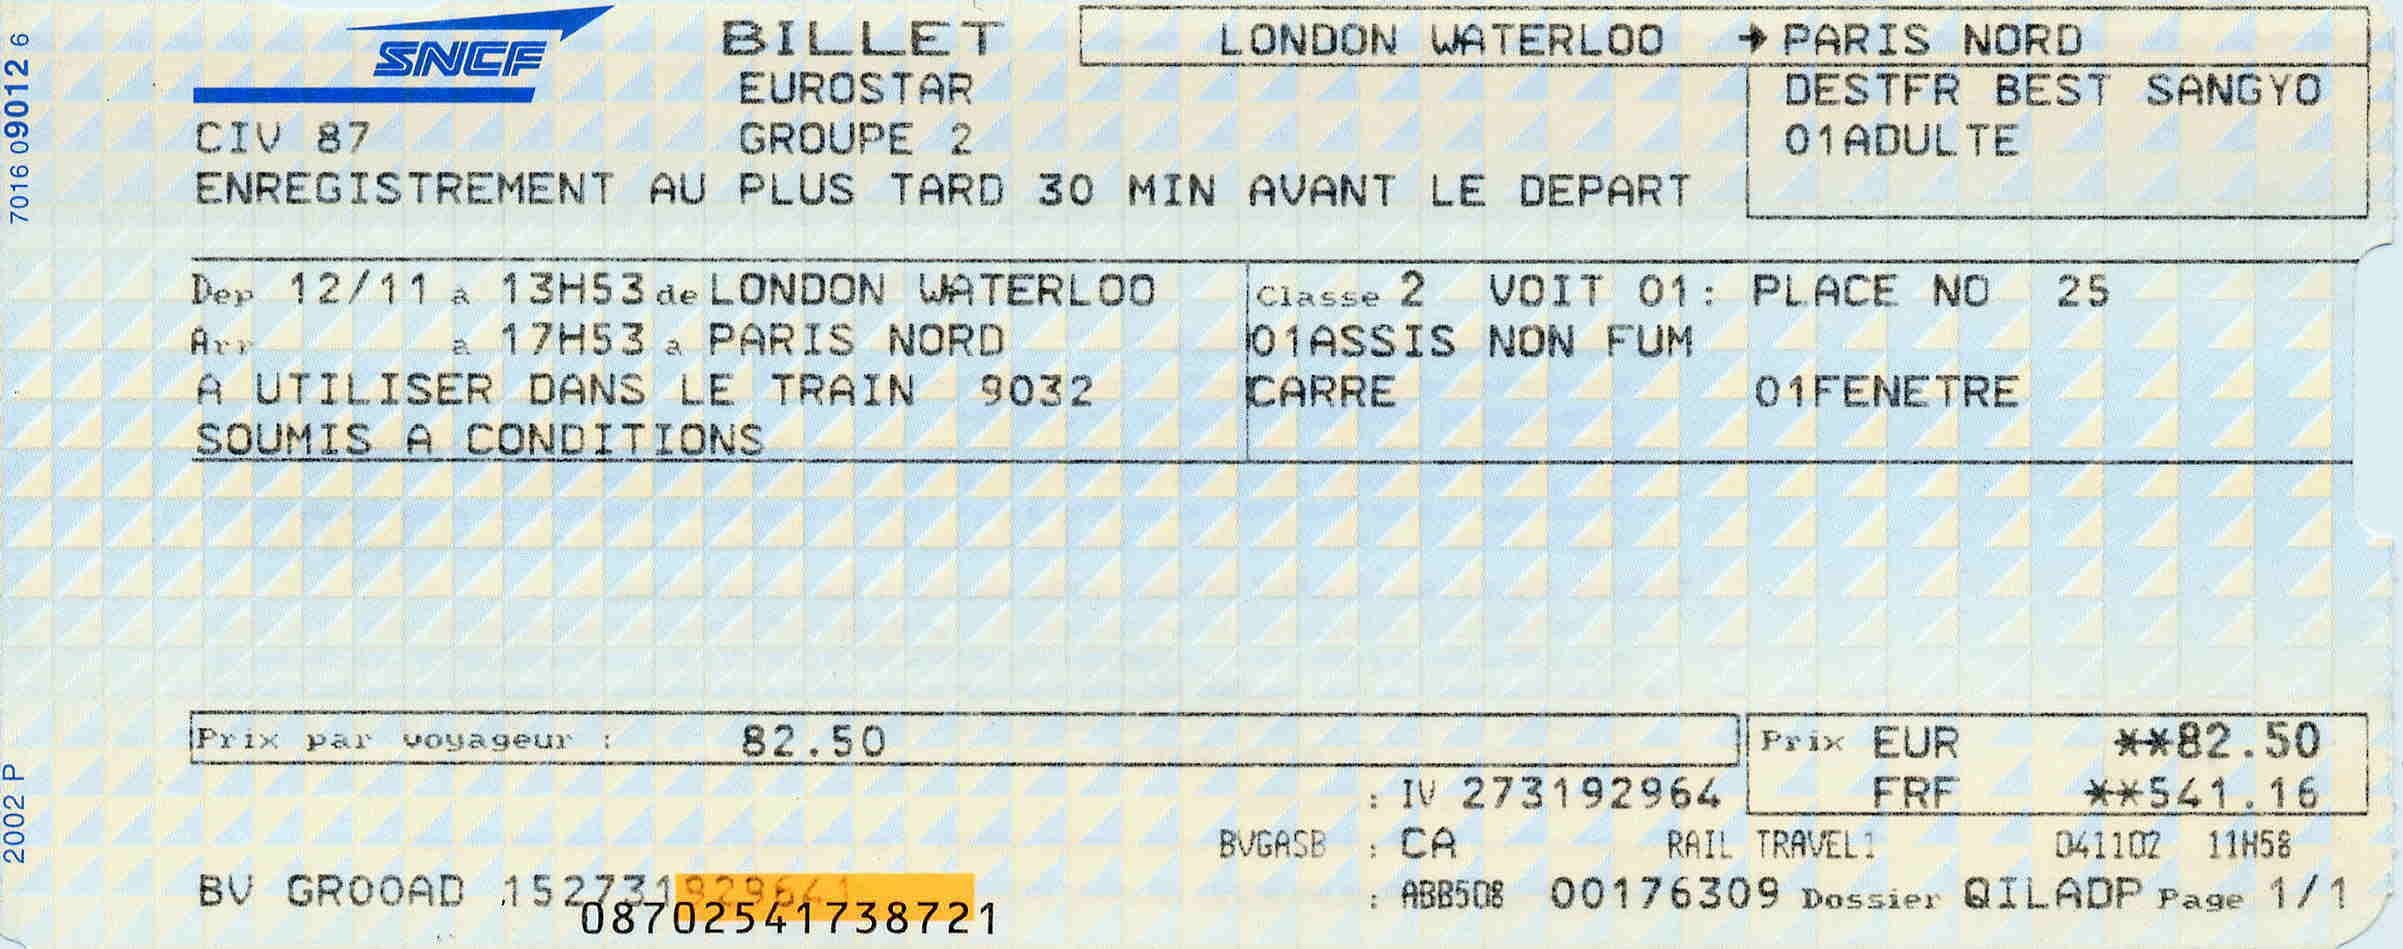 7016 09012 6
SNCF
BILLET
LONDON WATERLOO → PARIS NORD
EUROSTAR
DESTFR BEST SANGYO
CIV 87
GROUPE 2
01ADULTE
ENREGISTREMENT AU PLUS TARD 30 MIN AVANT LE DEPART
Dep 12/11 a 13H53 de LONDON WATERLOO
Classe 2 VOIT 01: PLACE NO 25
Arr a 17H53 a PARIS NORD
01ASSIS NON FUM
A UTILISER DANS LE TRAIN 9032
CARRE 01FENETRE
SOUMIS A CONDITIONS
Prix par voyageur : 82.50
Prix EUR **82.50
FRF **541.16
: IV 273192964
2002 P
BVGASB : CA RAIL TRAVEL1 041102 11H58
BV GROOAD 152731929641
: ABB508 00176309 Dossier QILADP Page 1/1
08702541738721